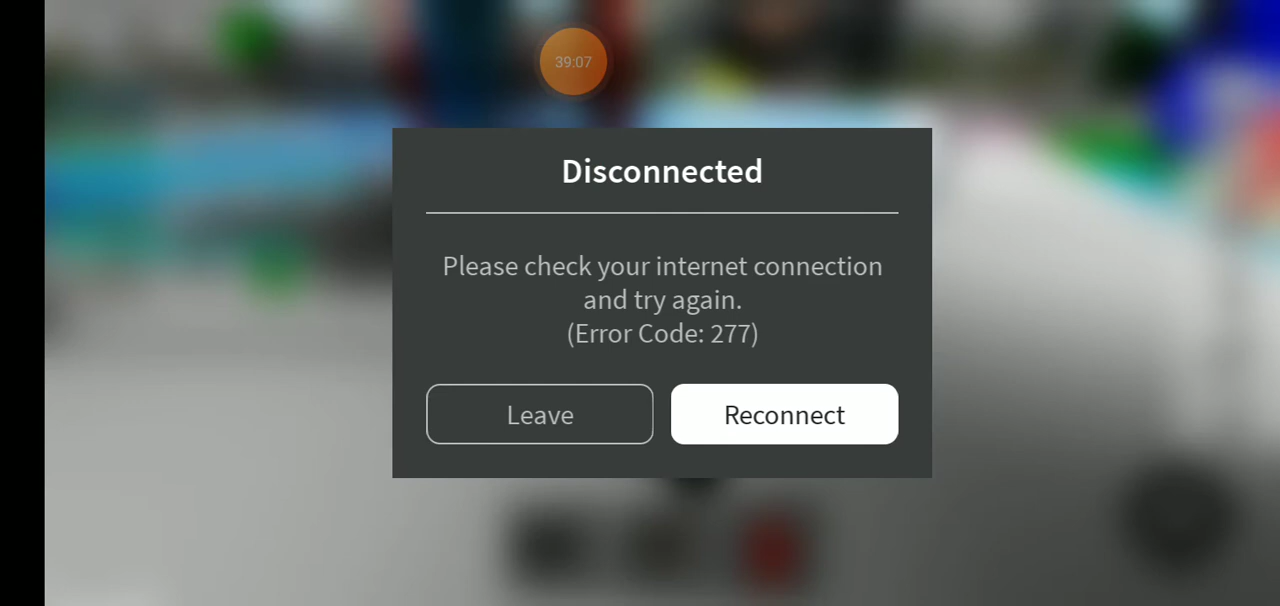 39:07
Disconnected
Please check your internet connection
and try again.
(Error Code: 277)
Leave
Reconnect